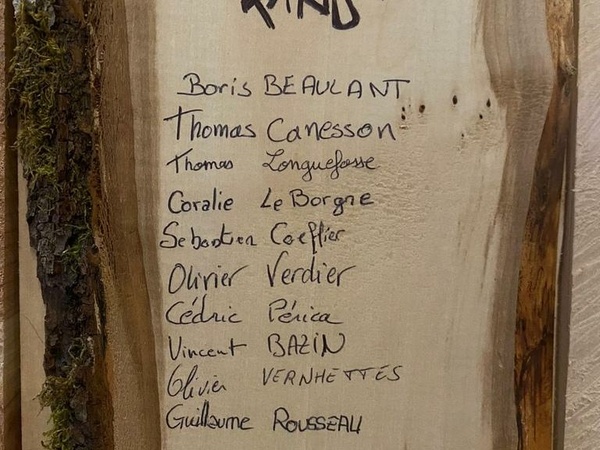 RAND
Boris BEAULANT
Thomas Canesson
Thomas Longuefosse
Coralie Le Borgne
Sebastien Coeffier
Olivier Verdier
Cédric Périca
Vincent BAZIN
Olivier VERNHETTES
Guillaume ROUSSEAU